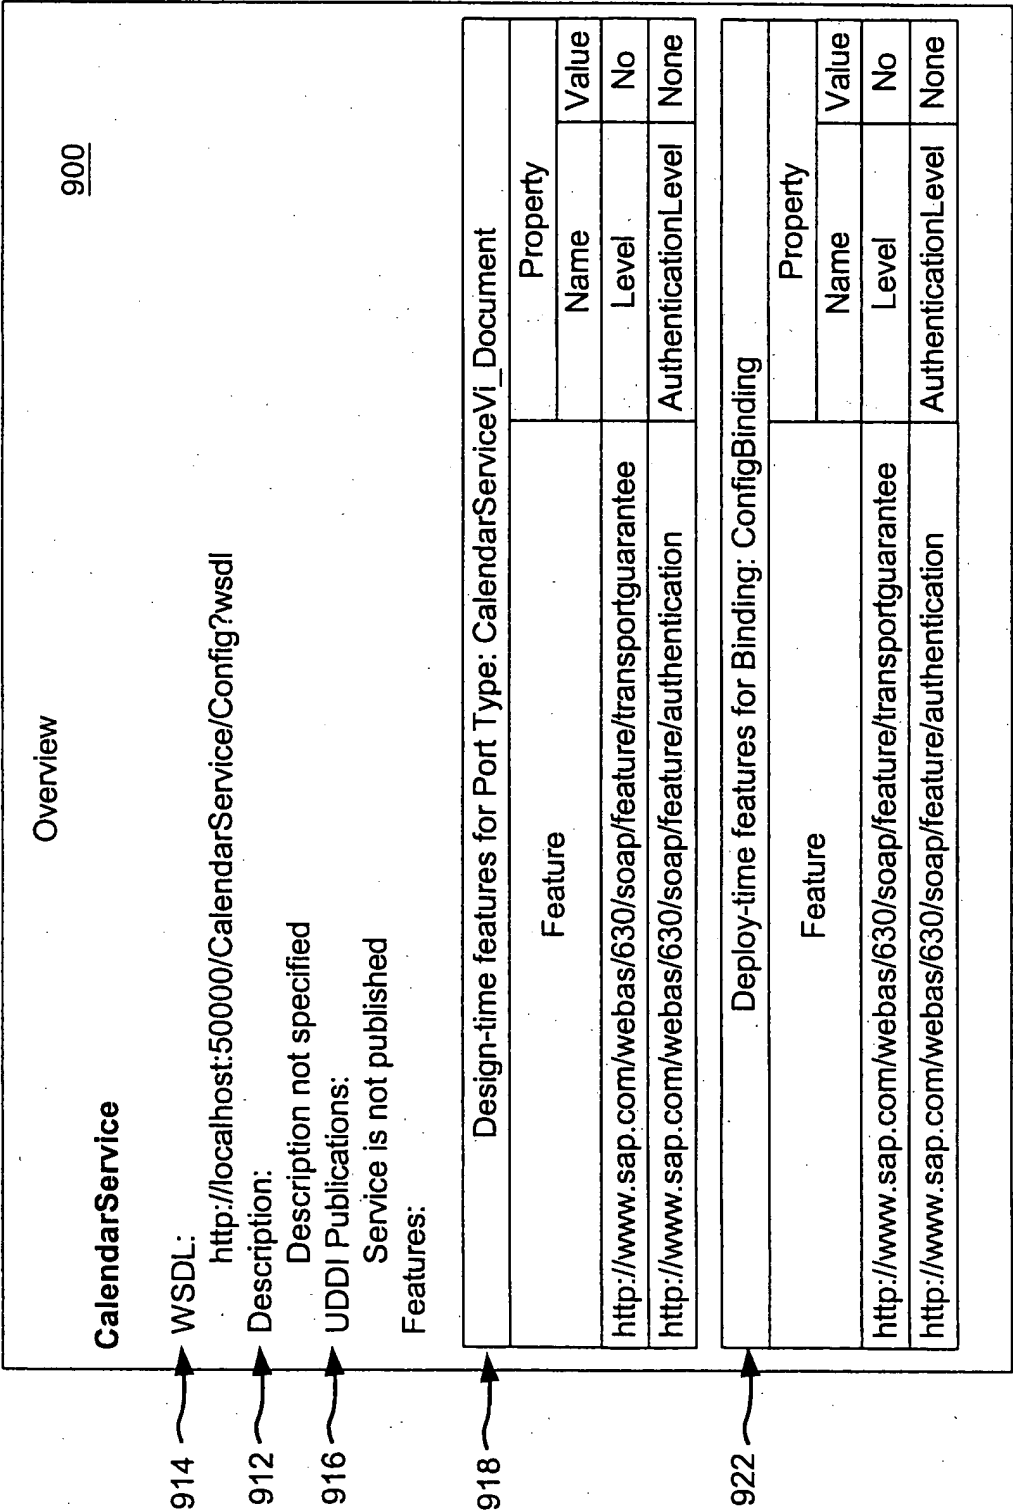 Overview
900
CalendarService
914 WSDL:
http://localhost:50000/CalendarService/Config?wsdl
912 Description:
Description not specified
916 UDDI Publications:
Service is not published
Features:
918 Design-time features for Port Type: CalendarServiceVi_Document
Feature Property
Name Value
http://www.sap.com/webas/630/soap/feature/transportguarantee Level No
http://www.sap.com/webas/630/soap/feature/authentication AuthenticationLevel None
922 Deploy-time features for Binding: ConfigBinding
Feature Property
Name Value
http://www.sap.com/webas/630/soap/feature/transportguarantee Level No
http://www.sap.com/webas/630/soap/feature/authentication AuthenticationLevel None